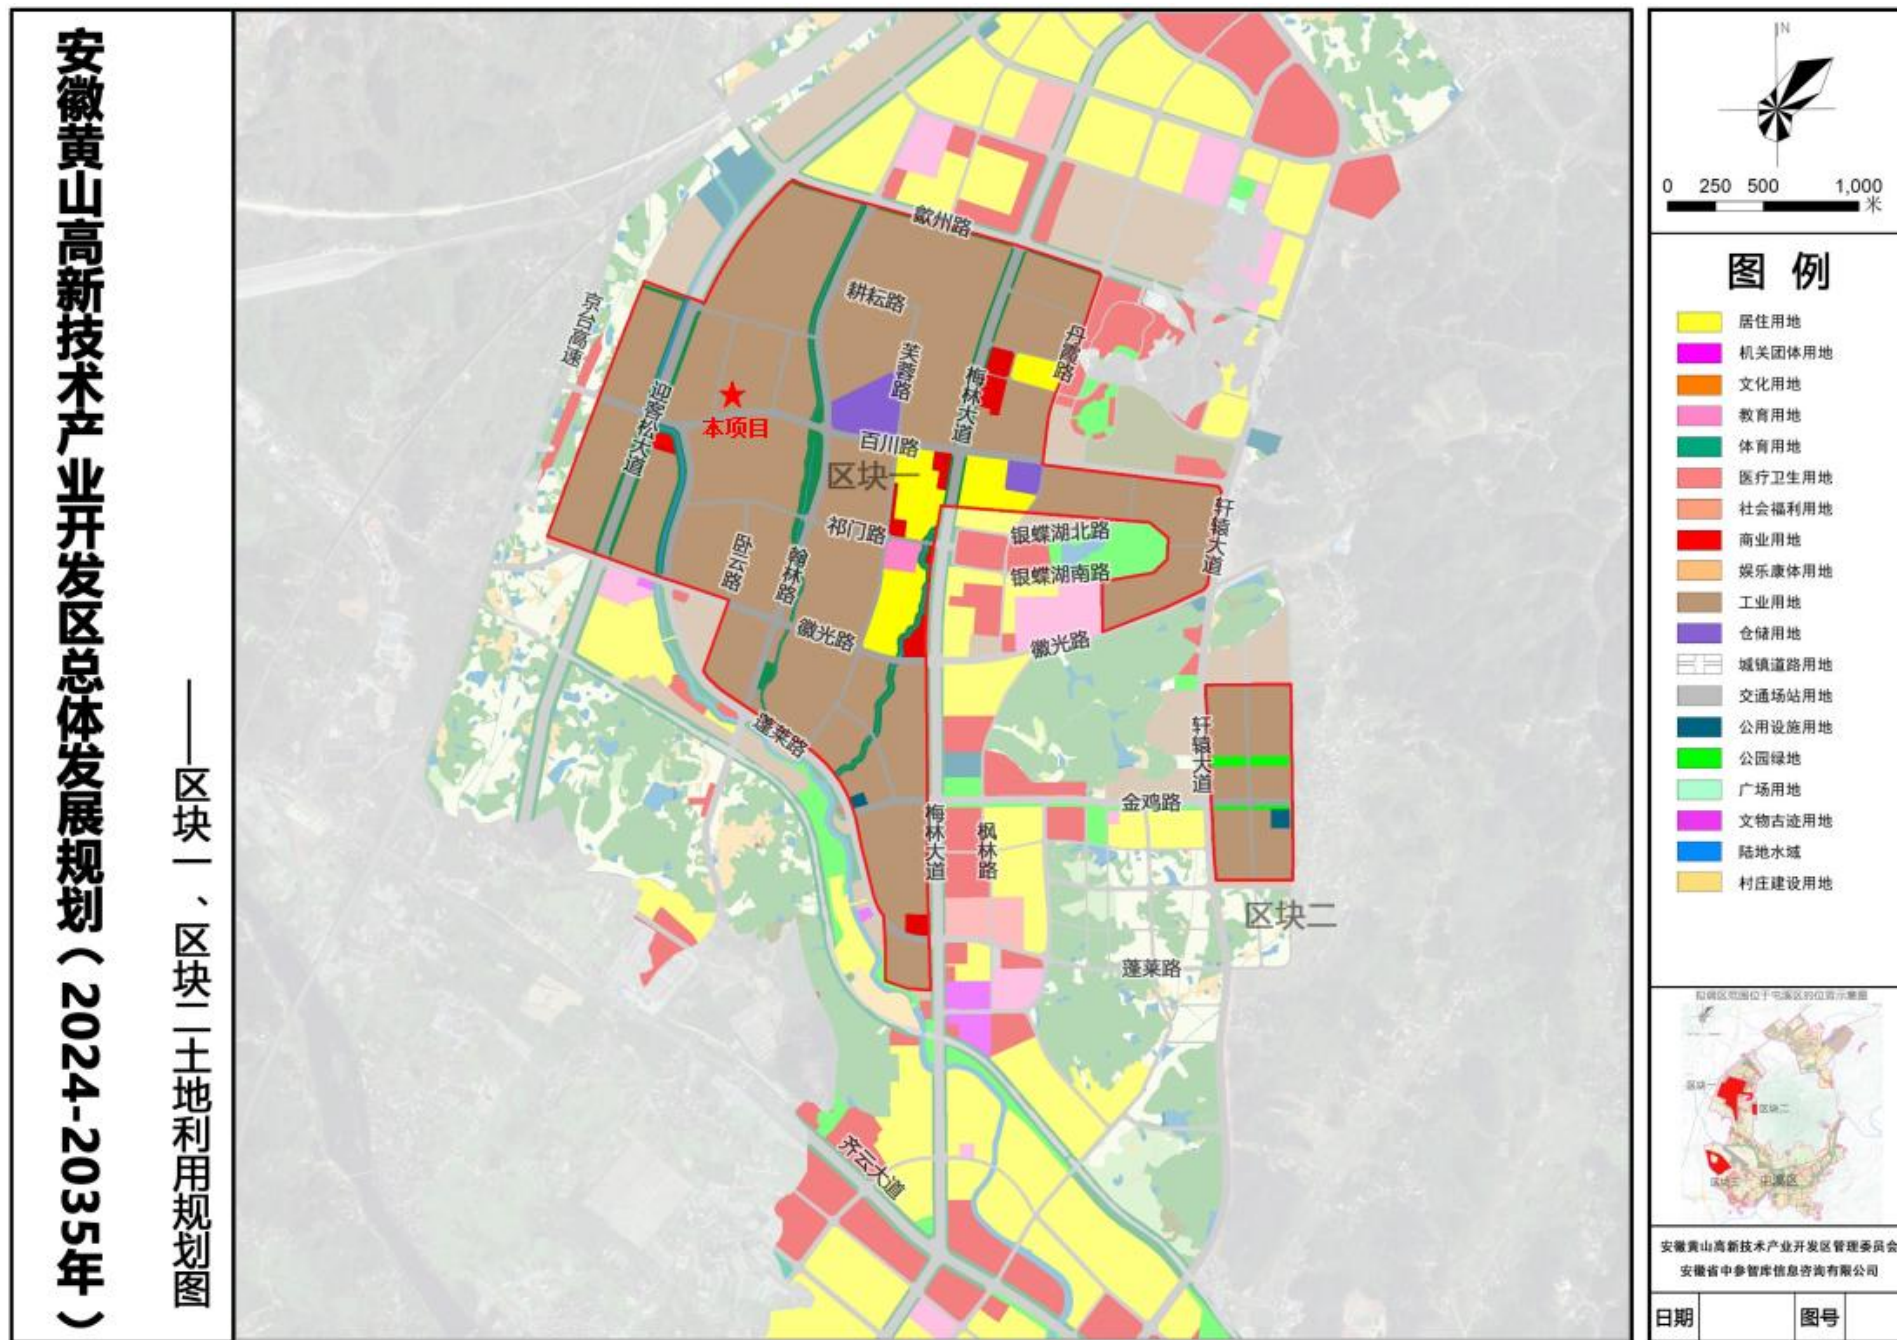 安徽黄山高新技术产业开发区总体发展规划（2024-2035年）
——区块一、区块二土地利用规划图
歙州路
耕耘路
京台高速
芙蓉路
丹霞路
梅林大道
迎客松大道
本项目
百川路
区块一
祁门路
银蝶湖北路
轩辕大道
卧云路
翰林路
银蝶湖南路
徽光路
徽光路
蓬莱路
轩辕大道
金鸡路
梅林大道
枫林路
区块二
蓬莱路
齐云大道
N
0 250 500 1,000
米
图 例
居住用地
机关团体用地
文化用地
教育用地
体育用地
医疗卫生用地
社会福利用地
商业用地
娱乐康体用地
工业用地
仓储用地
城镇道路用地
交通场站用地
公用设施用地
公园绿地
广场用地
文物古迹用地
陆地水域
村庄建设用地
区块一
区块二
区块三
屯溪区
安徽黄山高新技术产业开发区管理委员会
安徽省中参智库信息咨询有限公司
日期
图号